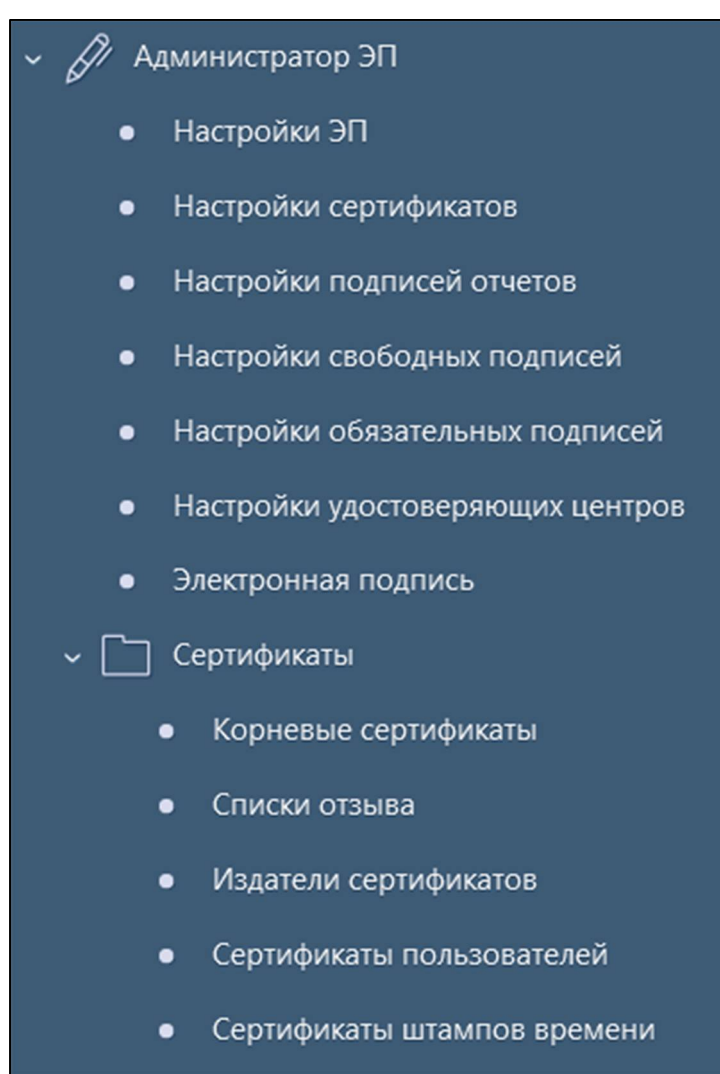 Администратор ЭП
Настройки ЭП
Настройки сертификатов
Настройки подписей отчетов
Настройки свободных подписей
Настройки обязательных подписей
Настройки удостоверяющих центров
Электронная подпись
Сертификаты
Корневые сертификаты
Списки отзыва
Издатели сертификатов
Сертификаты пользователей
Сертификаты штампов времени